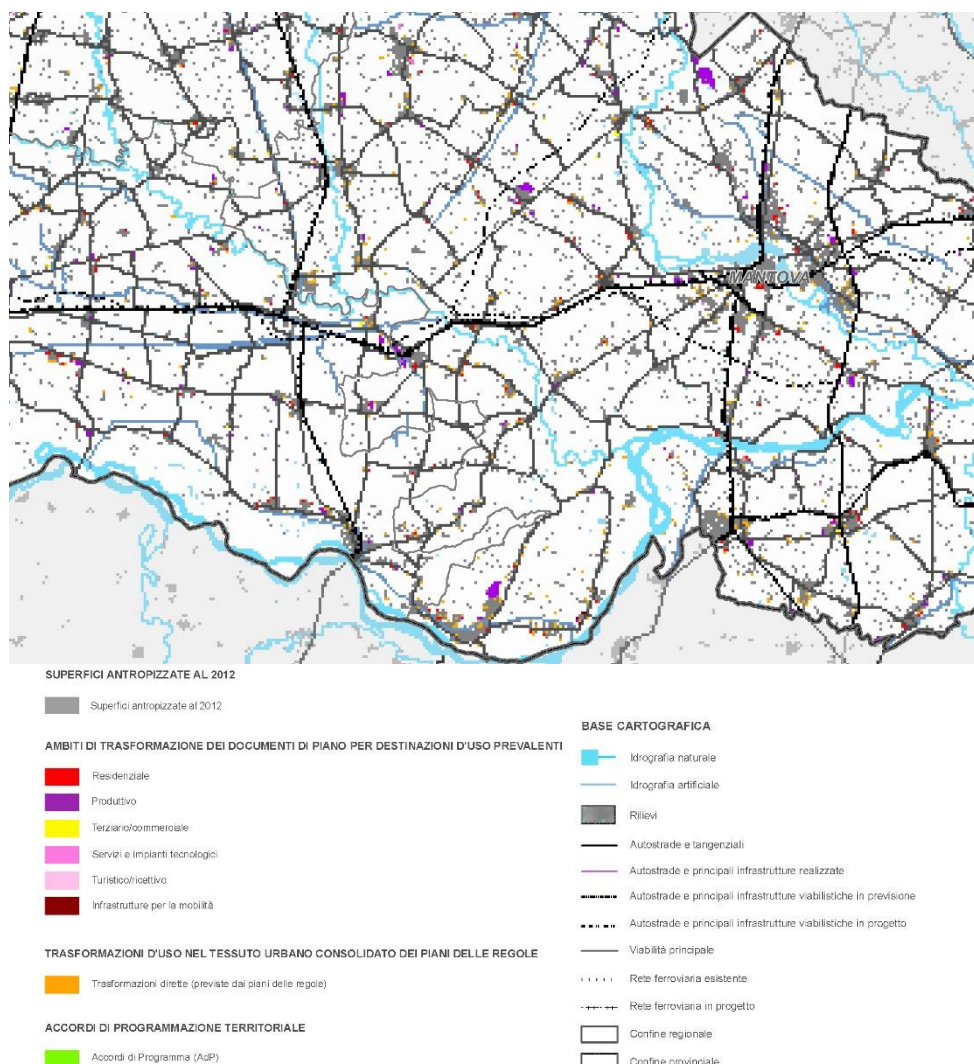 MANTOVA
SUPERFICI ANTROPIZZATE AL 2012
Superfici antropizzate al 2012
AMBITI DI TRASFORMAZIONE DEI DOCUMENTI DI PIANO PER DESTINAZIONI D'USO PREVALENTI
Residenziale
Produttivo
Terziario/commerciale
Servizi e impianti tecnologici
Turistico/ricettivo
Infrastrutture per la mobilità
TRASFORMAZIONI D'USO NEL TESSUTO URBANO CONSOLIDATO DEI PIANI DELLE REGOLE
Trasformazioni dirette (previste dai piani delle regole)
ACCORDI DI PROGRAMMAZIONE TERRITORIALE
Accordi di Programma (AdP)
BASE CARTOGRAFICA
Idrografia naturale
Idrografia artificiale
Rilievi
Autostrade e tangenziali
Autostrade e principali infrastrutture realizzate
Autostrade e principali infrastrutture viabilistiche in previsione
Autostrade e principali infrastrutture viabilistiche in progetto
Viabilità principale
Rete ferroviaria esistente
Rete ferroviaria in progetto
Confine regionale
Confine provinciale